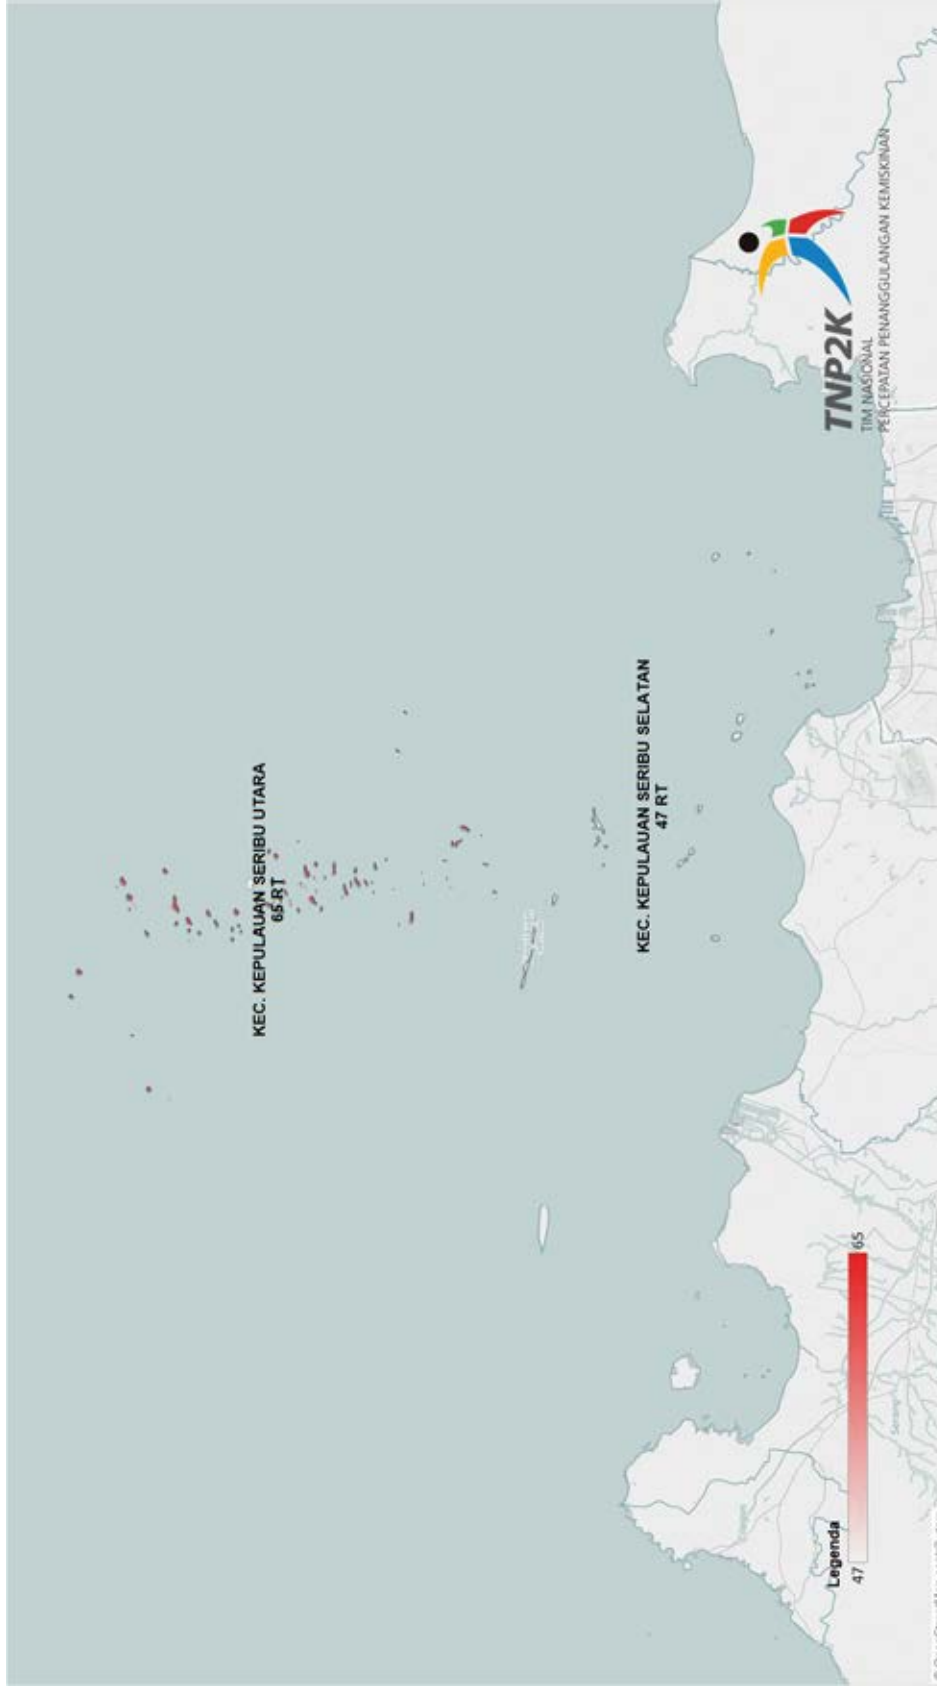 KEC. KEPULAUAN SERIBU UTARA
65 RT
KEC. KEPULAUAN SERIBU SELATAN
47 RT
TNP2K
TIM NASIONAL
PERCEPATAN PENANGGULANGAN KEMISKINAN
Legenda
47
65
Serang